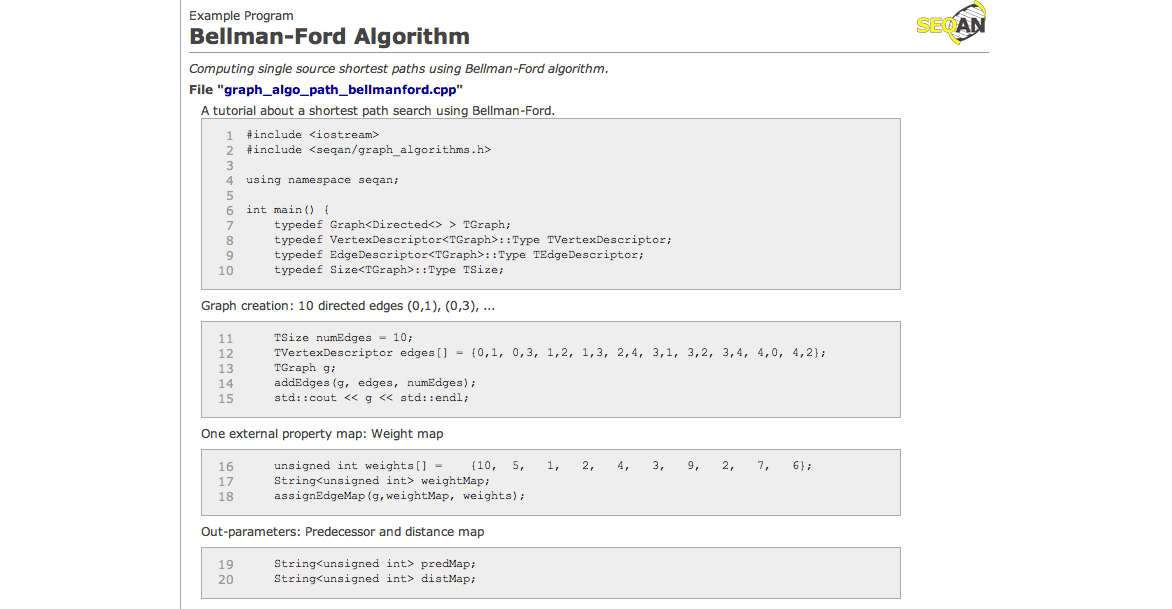 Example Program
SEQAN
Bellman-Ford Algorithm
Computing single source shortest paths using Bellman-Ford algorithm.
File "graph_algo_path_bellmanford.cpp"
A tutorial about a shortest path search using Bellman-Ford.
1 #include <iostream>
2 #include <seqan/graph_algorithms.h>
3
4 using namespace seqan;
5
6 int main() {
7     typedef Graph<Directed<> > TGraph;
8     typedef VertexDescriptor<TGraph>::Type TVertexDescriptor;
9     typedef EdgeDescriptor<TGraph>::Type TEdgeDescriptor;
10     typedef Size<TGraph>::Type TSize;
Graph creation: 10 directed edges (0,1), (0,3), ...
11     TSize numEdges = 10;
12     TVertexDescriptor edges[] = {0,1, 0,3, 1,2, 1,3, 2,4, 3,1, 3,2, 3,4, 4,0, 4,2};
13     TGraph g;
14     addEdges(g, edges, numEdges);
15     std::cout << g << std::endl;
One external property map: Weight map
16     unsigned int weights[] =    {10,  5,   1,   2,   4,   3,   9,   2,   7,   6};
17     String<unsigned int> weightMap;
18     assignEdgeMap(g,weightMap, weights);
Out-parameters: Predecessor and distance map
19     String<unsigned int> predMap;
20     String<unsigned int> distMap;